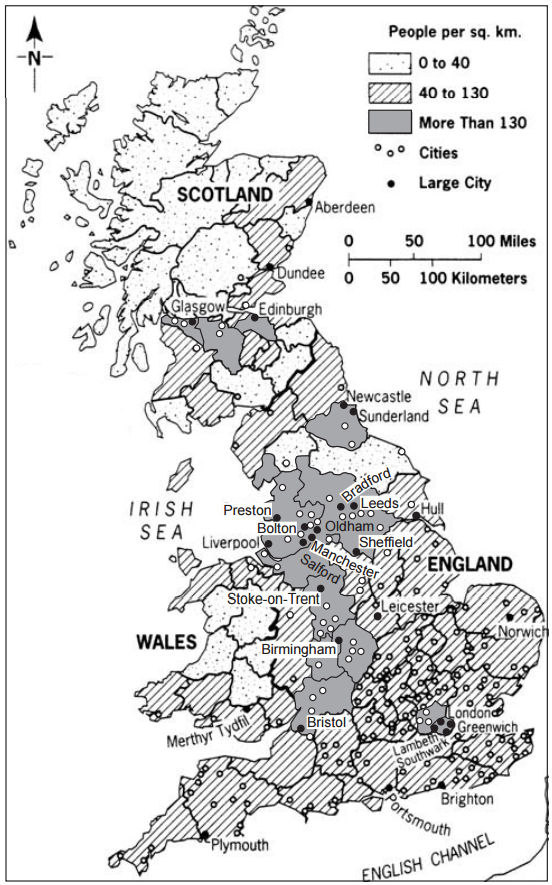 People per sq. km.
0 to 40
40 to 130
More Than 130
Cities
Large City
N
0 50 100 Miles
0 50 100 Kilometers
SCOTLAND
Aberdeen
Dundee
Glasgow
Edinburgh
NORTH
SEA
Newcastle
Sunderland
IRISH
SEA
Bradford
Leeds
Preston
Hull
Bolton
Oldham
Liverpool
Manchester
Sheffield
Salford
ENGLAND
Stoke-on-Trent
Leicester
Norwich
WALES
Birmingham
Merthyr Tydfil
Bristol
London
Greenwich
Lambeth
Southwark
Portsmouth
Brighton
Plymouth
ENGLISH CHANNEL